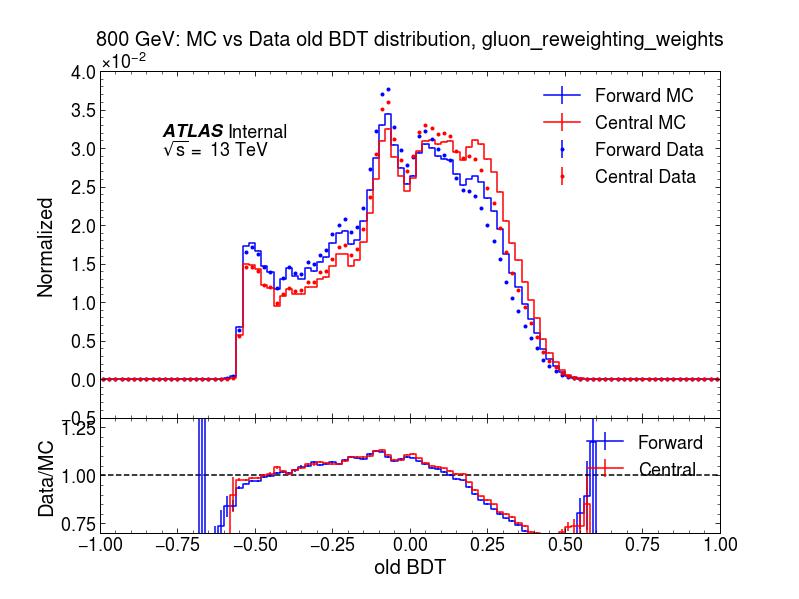 800 GeV: MC vs Data old BDT distribution, gluon_reweighting_weights
×10⁻²
4.0
3.5
3.0
2.5
2.0
1.5
1.0
0.5
0.0
−0.5
Normalized
ATLAS Internal
√s = 13 TeV
Forward MC
Central MC
Forward Data
Central Data
1.25
1.00
0.75
Data/MC
Forward
Central
−1.00 −0.75 −0.50 −0.25 0.00 0.25 0.50 0.75 1.00
old BDT